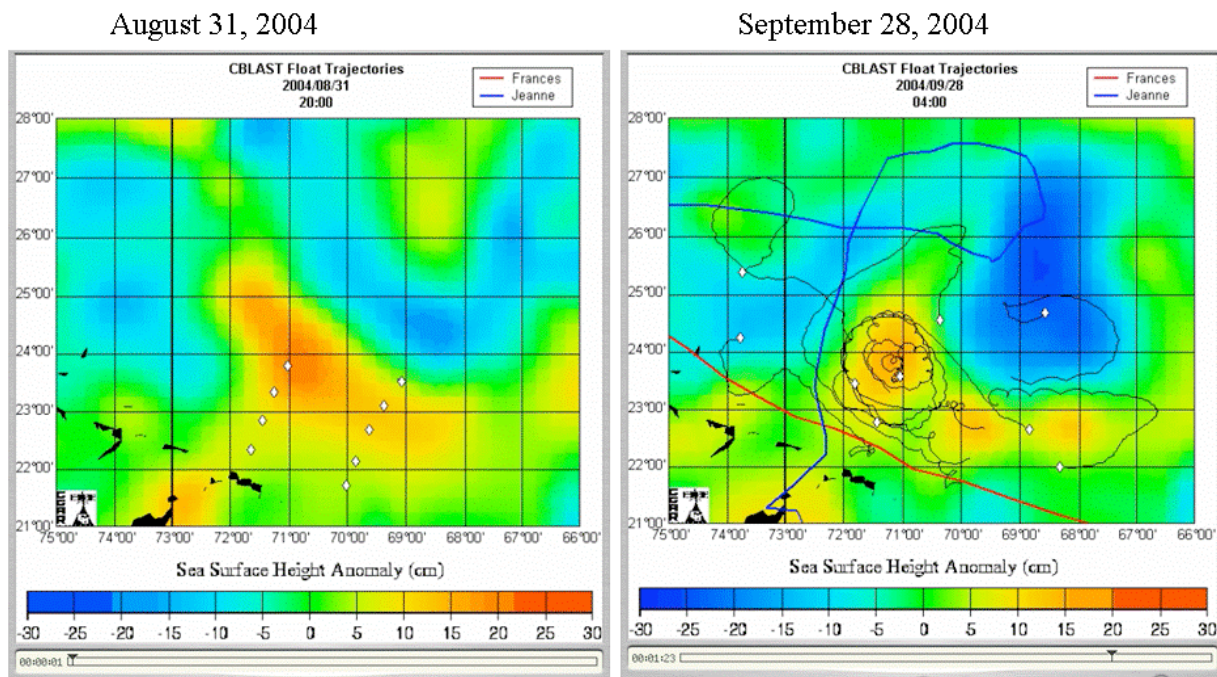 August 31, 2004
CBLAST Float Trajectories
2004/08/31
20:00
Frances
Jeanne
28°00'
27°00'
26°00'
25°00'
24°00'
23°00'
22°00'
21°00'
75°00' 74°00' 73°00' 72°00' 71°00' 70°00' 69°00' 68°00' 67°00' 66°00'
Sea Surface Height Anomaly (cm)
-30 -25 -20 -15 -10 -5 0 5 10 15 20 25 30
00:00:01
September 28, 2004
CBLAST Float Trajectories
2004/09/28
04:00
Frances
Jeanne
28°00'
27°00'
26°00'
25°00'
24°00'
23°00'
22°00'
21°00'
75°00' 74°00' 73°00' 72°00' 71°00' 70°00' 69°00' 68°00' 67°00' 66°00'
Sea Surface Height Anomaly (cm)
-30 -25 -20 -15 -10 -5 0 5 10 15 20 25 30
00:01:23